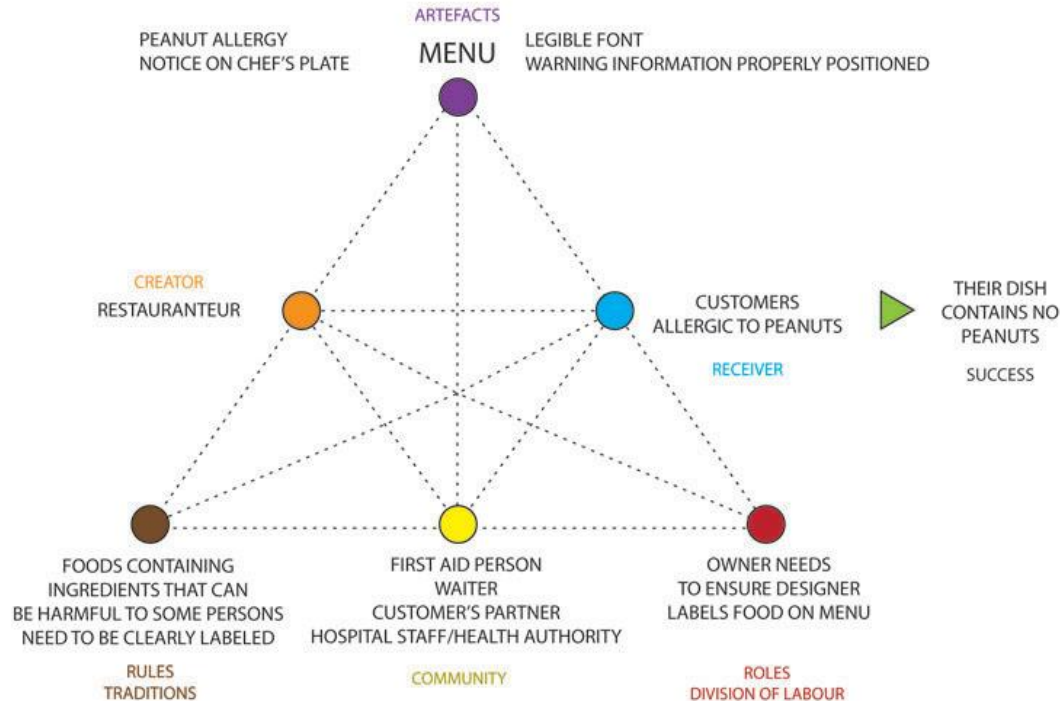 ARTEFACTS
PEANUT ALLERGY
NOTICE ON CHEF'S PLATE
MENU
LEGIBLE FONT
WARNING INFORMATION PROPERLY POSITIONED
CREATOR
RESTAURANTEUR
CUSTOMERS
ALLERGIC TO PEANUTS
RECEIVER
THEIR DISH
CONTAINS NO
PEANUTS
SUCCESS
FOODS CONTAINING
INGREDIENTS THAT CAN
BE HARMFUL TO SOME PERSONS
NEED TO BE CLEARLY LABELED
RULES
TRADITIONS
FIRST AID PERSON
WAITER
CUSTOMER'S PARTNER
HOSPITAL STAFF/HEALTH AUTHORITY
COMMUNITY
OWNER NEEDS
TO ENSURE DESIGNER
LABELS FOOD ON MENU
ROLES
DIVISION OF LABOUR